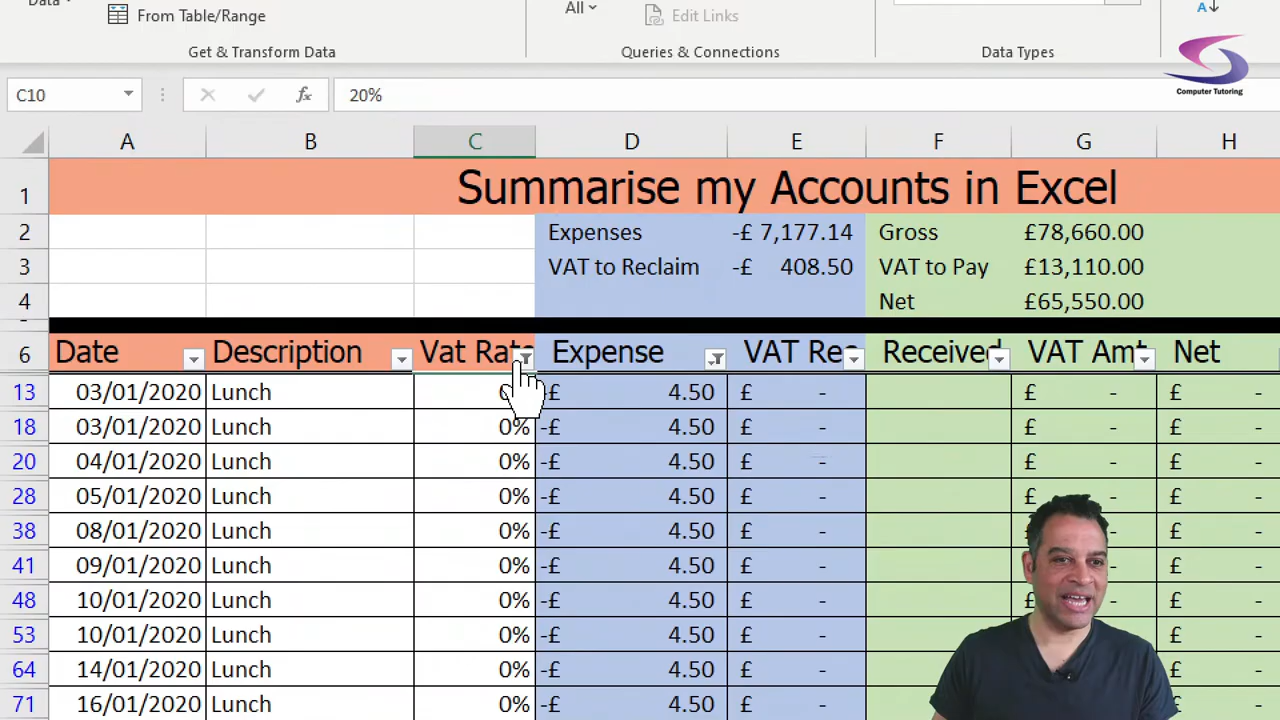 From Table/Range
All
Edit Links
Get & Transform Data
Queries & Connections
Data Types
Computer Tutoring
C10
fx
20%
A B C D E F G H
1 Summarise my Accounts in Excel
2 Expenses -£ 7,177.14 Gross £78,660.00
3 VAT to Reclaim -£ 408.50 VAT to Pay £13,110.00
4 Net £65,550.00
6 Date Description Vat Rate Expense VAT Rec Received VAT Amt Net
13 03/01/2020 Lunch -£ 4.50 £ - £ - £ -
18 03/01/2020 Lunch 0% -£ 4.50 £ - £ - £ -
20 04/01/2020 Lunch 0% -£ 4.50 £ - £ - £ -
28 05/01/2020 Lunch 0% -£ 4.50 £ - £ - £ -
38 08/01/2020 Lunch 0% -£ 4.50 £ - £ -
41 09/01/2020 Lunch 0% -£ 4.50 £ - £ -
48 10/01/2020 Lunch 0% -£ 4.50 £ - £ -
53 10/01/2020 Lunch 0% -£ 4.50 £ - £ -
64 14/01/2020 Lunch 0% -£ 4.50 £ - £ -
71 16/01/2020 Lunch 0% -£ 4.50 £ - £ -